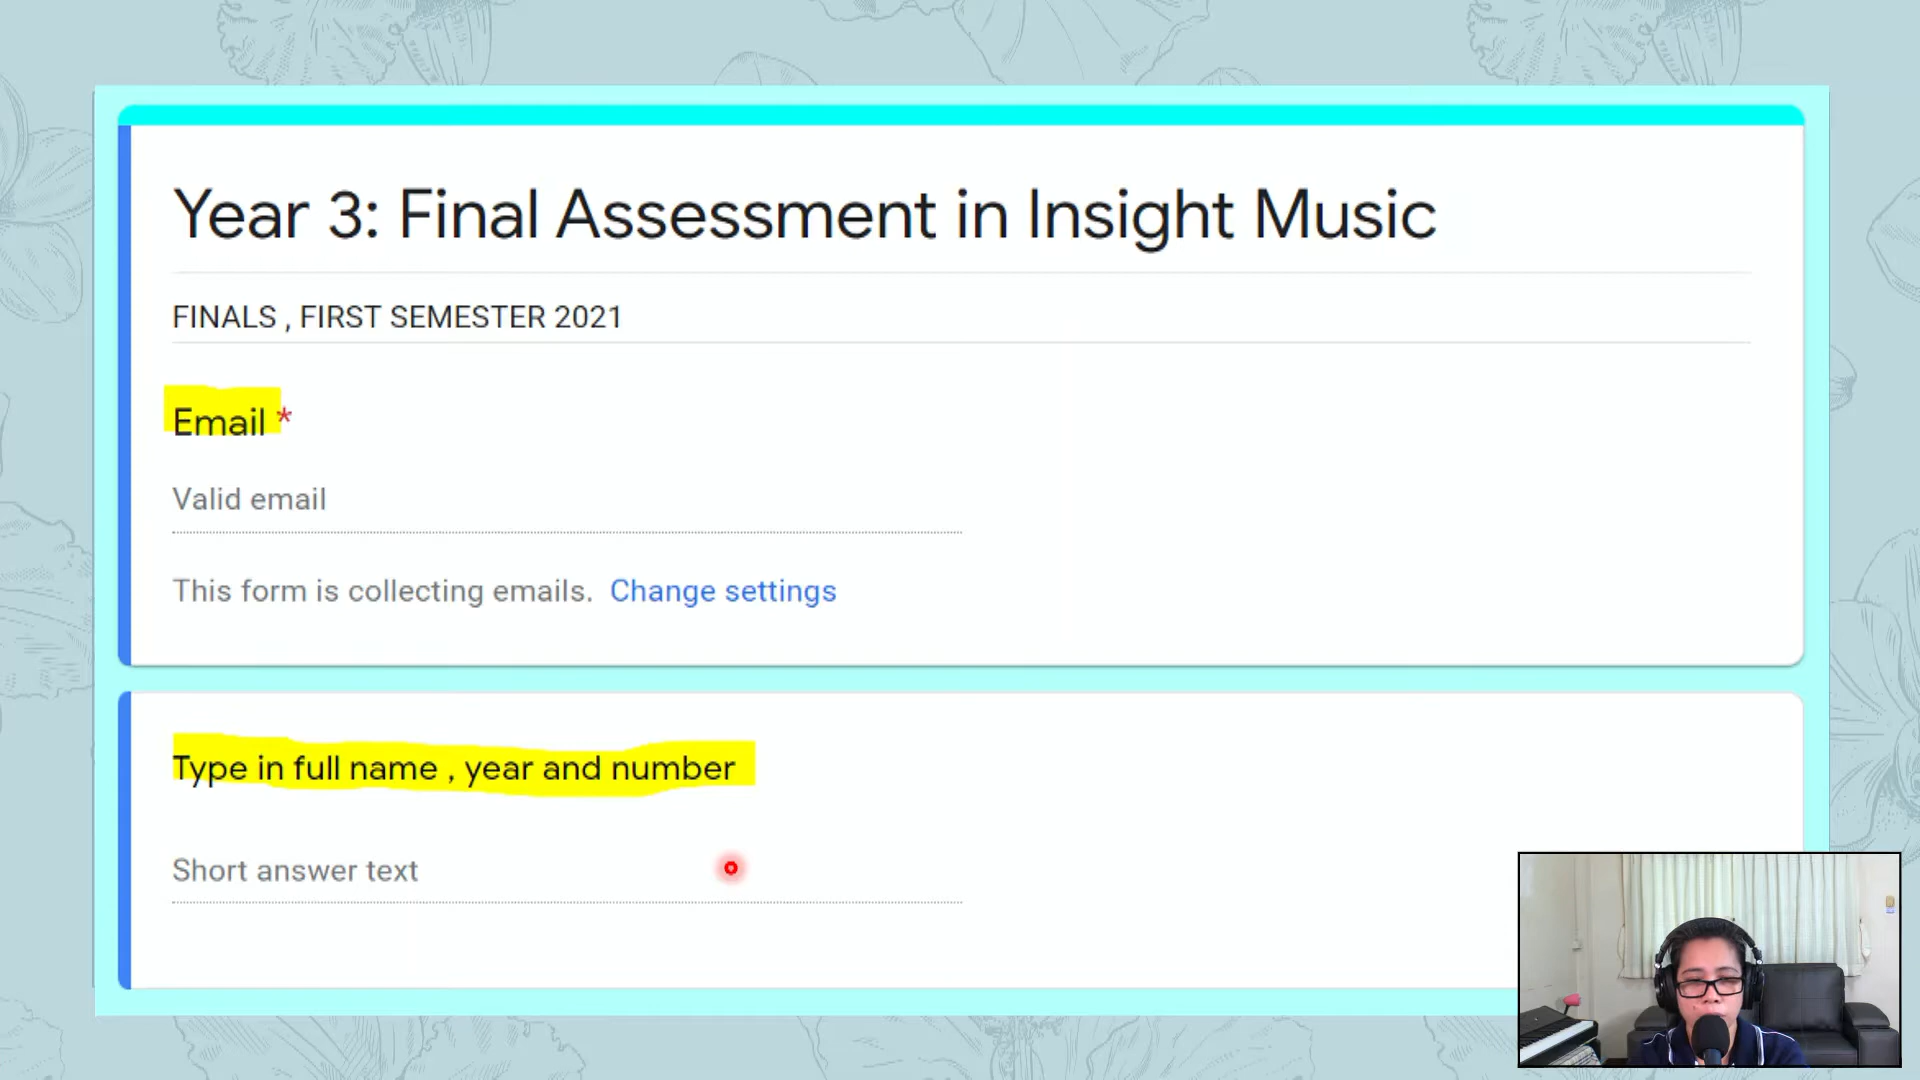 Year 3: Final Assessment in Insight Music
FINALS , FIRST SEMESTER 2021
Email *
Valid email
This form is collecting emails. Change settings
Type in full name , year and number
Short answer text